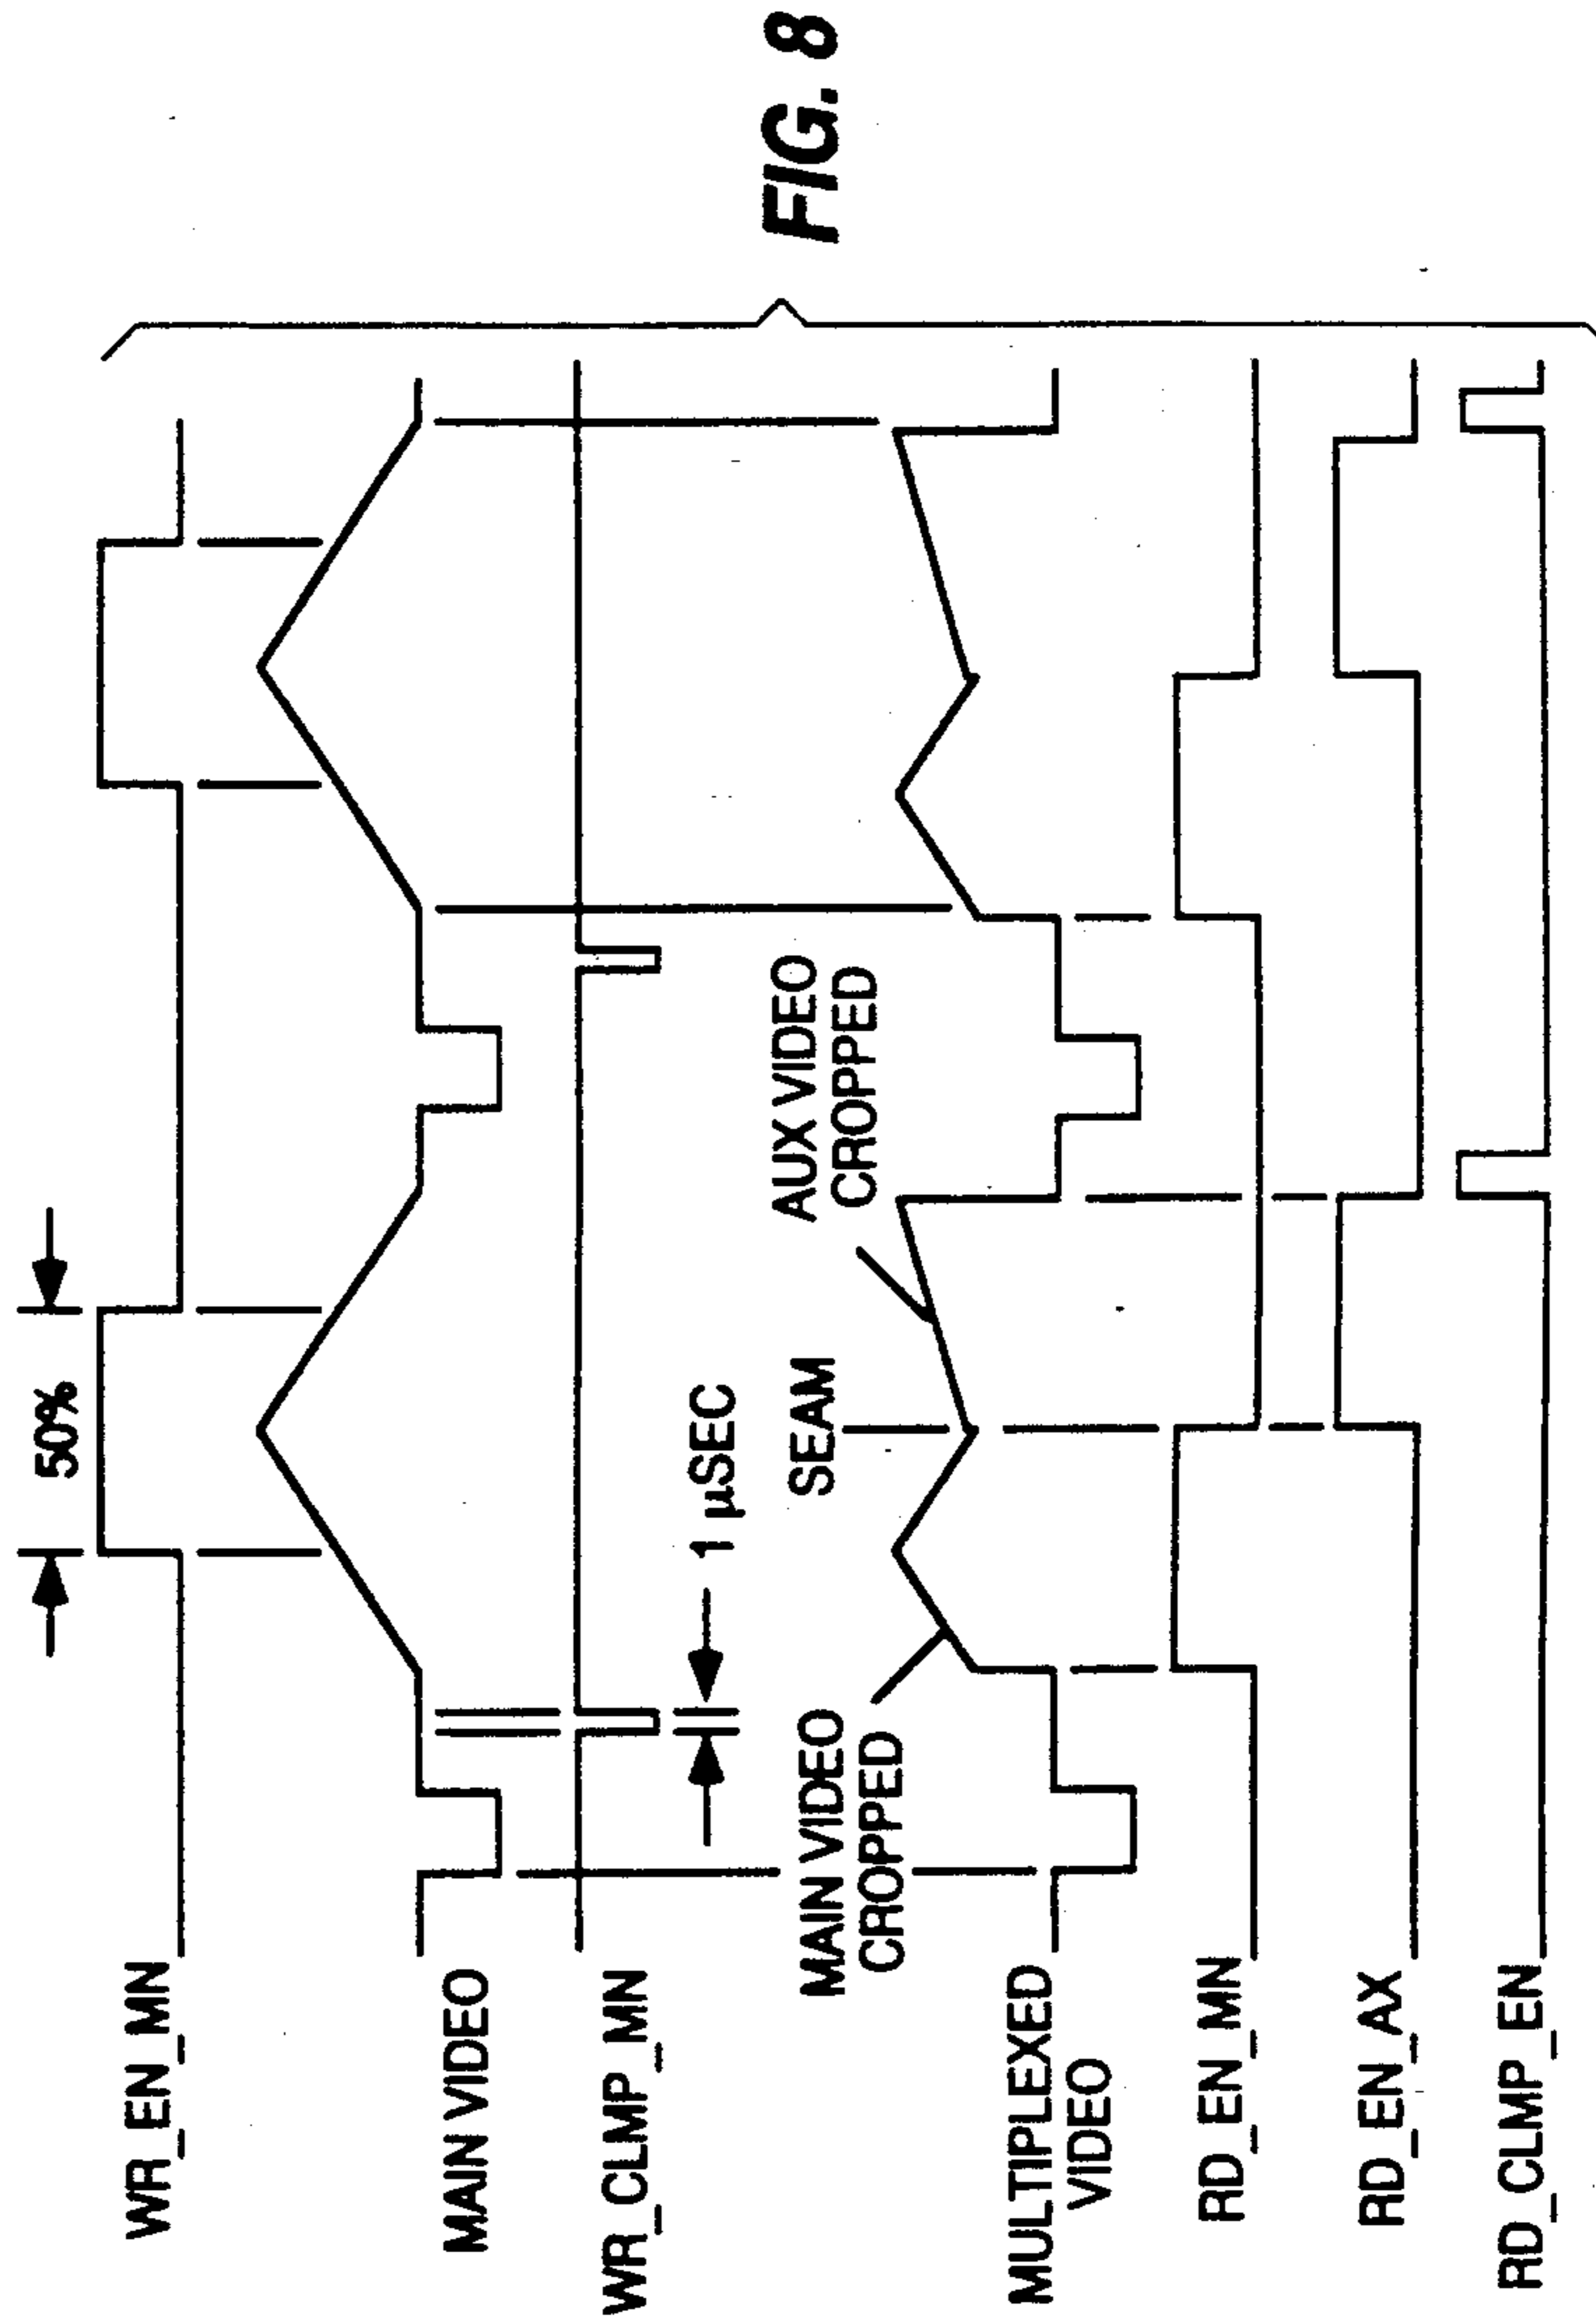 50%
WR_EN_MN
MAIN VIDEO
WR_CLMP_MN
1 µSEC
MAIN VIDEO
CROPPED
SEAM
AUX VIDEO
CROPPED
MULTIPLEXED
VIDEO
RD_EN_MN
RD_EN_AX
RD_CLMP_EN
FIG. 8